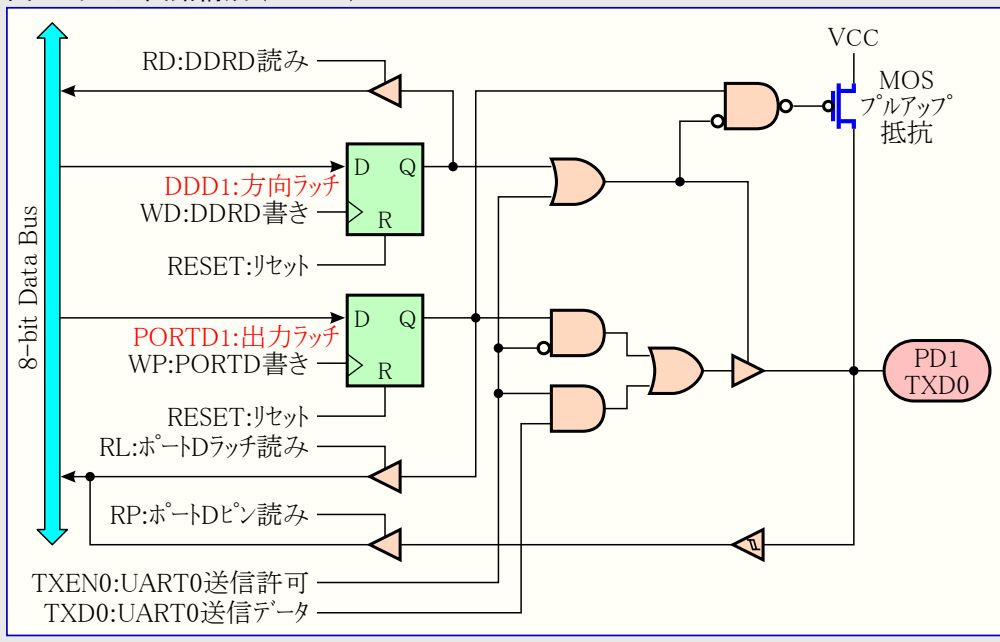 RD:DDRD読み
VCC
MOS
プルアップ
抵抗
D Q
DDD1:方向ラッチ
WD:DDRD書き
R
RESET:リセット
8-bit Data Bus
D Q
PORTD1:出力ラッチ
WP:PORTD書き
R
PD1
TXD0
RESET:リセット
RL:ポートDラッチ読み
RP:ポートDピン読み
TXEN0:UART0送信許可
TXD0:UART0送信データ